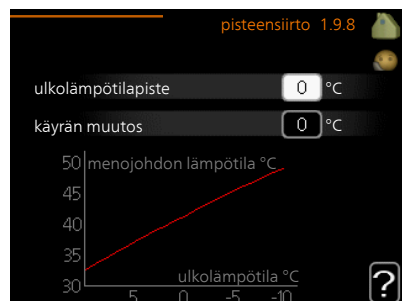 pisteensiirto 1.9.8
ulkolämpötilapiste 0 °C
käyrän muutos 0 °C
50 menojohdon lämpötila °C
45
40
35
30
ulkolämpötila °C
5 0 -5 -10
?